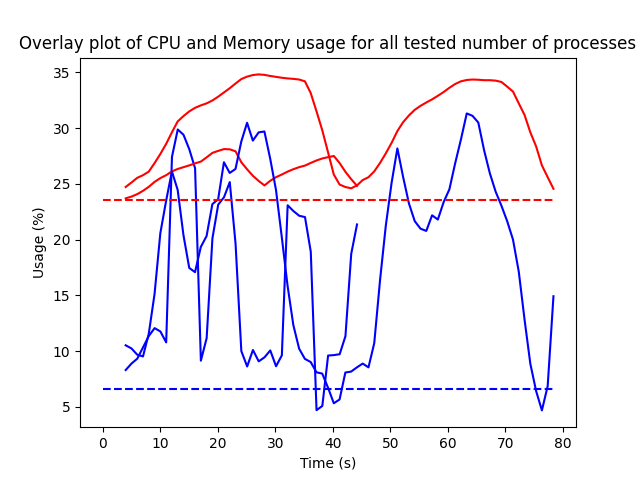 Overlay plot of CPU and Memory usage for all tested number of processes
35
30
25
20
15
10
5
Usage (%)
0 10 20 30 40 50 60 70 80
Time (s)